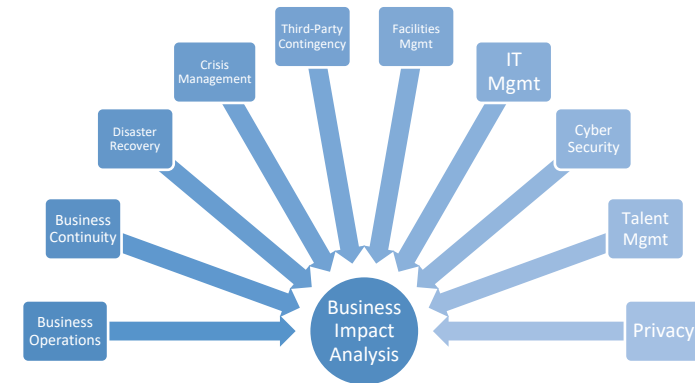 Business
Operations
Business
Continuity
Disaster
Recovery
Crisis
Management
Third-Party
Contingency
Facilities
Mgmt
IT
Mgmt
Cyber
Security
Talent
Mgmt
Privacy
Business
Impact
Analysis